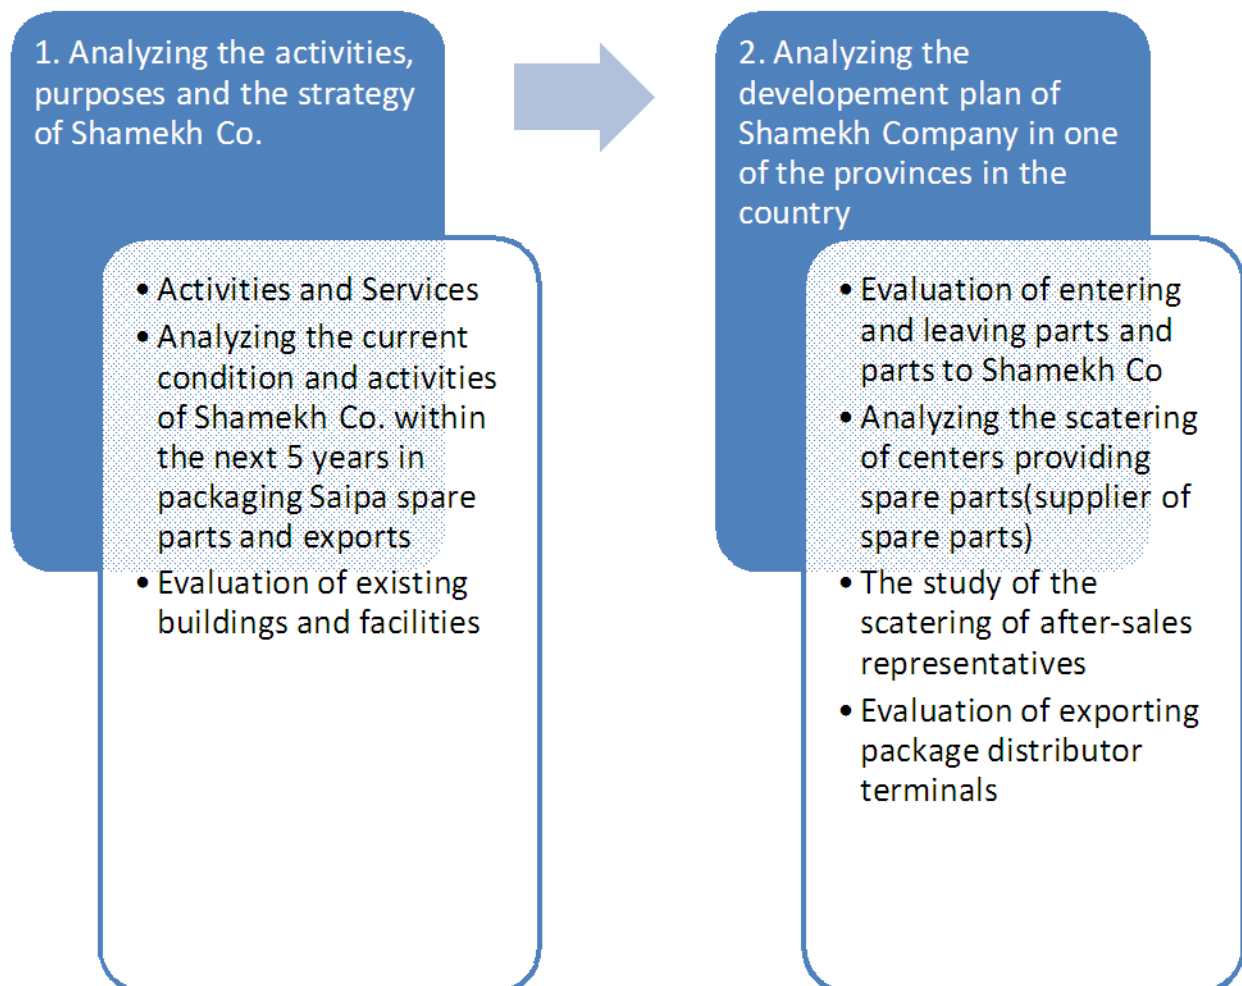 1. Analyzing the activities,
purposes and the strategy
of Shamekh Co.
• Activities and Services
• Analyzing the current
condition and activities
of Shamekh Co. within
the next 5 years in
packaging Saipa spare
parts and exports
• Evaluation of existing
buildings and facilities
2. Analyzing the
developement plan of
Shamekh Company in one
of the provinces in the
country
• Evaluation of entering
and leaving parts and
parts to Shamekh Co
• Analyzing the scatering
of centers providing
spare parts(supplier of
spare parts)
• The study of the
scatering of after-sales
representatives
• Evaluation of exporting
package distributor
terminals